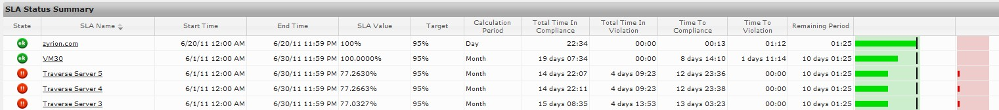 SLA Status Summary
State SLA Name Start Time End Time SLA Value Target Calculation Period Total Time In Compliance Total Time In Violation Time To Compliance Time To Violation Remaining Period
ok zyrion.com 6/20/11 12:00 AM 6/20/11 11:59 PM 100% 95% Day 22:34 00:00 00:13 01:12 01:25
ok VM30 6/1/11 12:00 AM 6/30/11 11:59 PM 100.0000% 95% Month 19 days 07:34 00:00 8 days 14:10 1 days 11:14 10 days 01:25
!! Traverse Server 5 6/1/11 12:00 AM 6/30/11 11:59 PM 77.2630% 95% Month 14 days 22:07 4 days 09:23 12 days 23:36 00:00 10 days 01:25
!! Traverse Server 4 6/1/11 12:00 AM 6/30/11 11:59 PM 77.2663% 95% Month 14 days 22:11 4 days 09:23 12 days 23:38 00:00 10 days 01:25
!! Traverse Server 3 6/1/11 12:00 AM 6/30/11 11:59 PM 77.0327% 95% Month 15 days 08:35 4 days 13:53 13 days 03:23 00:00 10 days 01:25